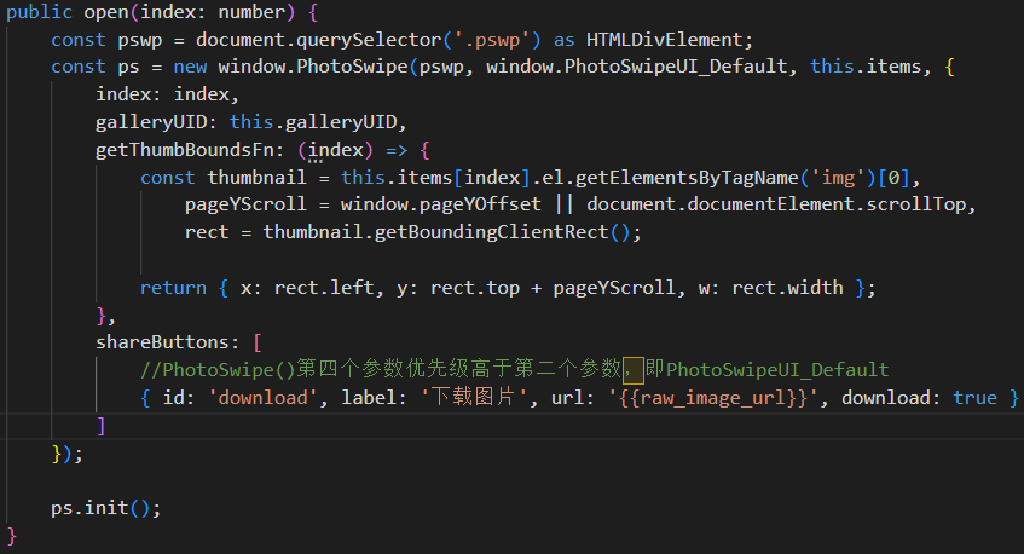 public open(index: number) {
    const pswp = document.querySelector('.pswp') as HTMLDivElement;
    const ps = new window.PhotoSwipe(pswp, window.PhotoSwipeUI_Default, this.items, {
        index: index,
        galleryUID: this.galleryUID,
        getThumbBoundsFn: (index) => {
            const thumbnail = this.items[index].el.getElementsByTagName('img')[0],
                pageYScroll = window.pageYOffset || document.documentElement.scrollTop,
                rect = thumbnail.getBoundingClientRect();

            return { x: rect.left, y: rect.top + pageYScroll, w: rect.width };
        },
        shareButtons: [
            //PhotoSwipe()第四个参数优先级高于第二个参数，即PhotoSwipeUI_Default
            { id: 'download', label: '下载图片', url: '{{raw_image_url}}', download: true }
        ]
    });

    ps.init();
}